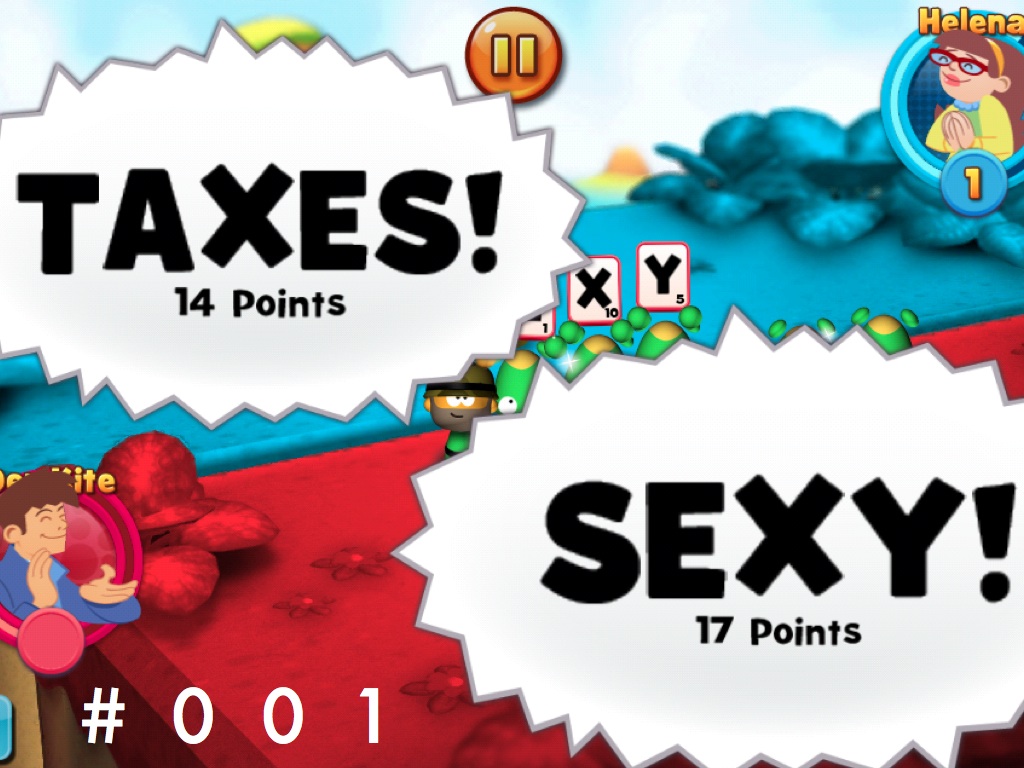 Helena
1
TAXES!
14 Points
X
10
Y
5
1
SEXY!
17 Points
# 0 0 1